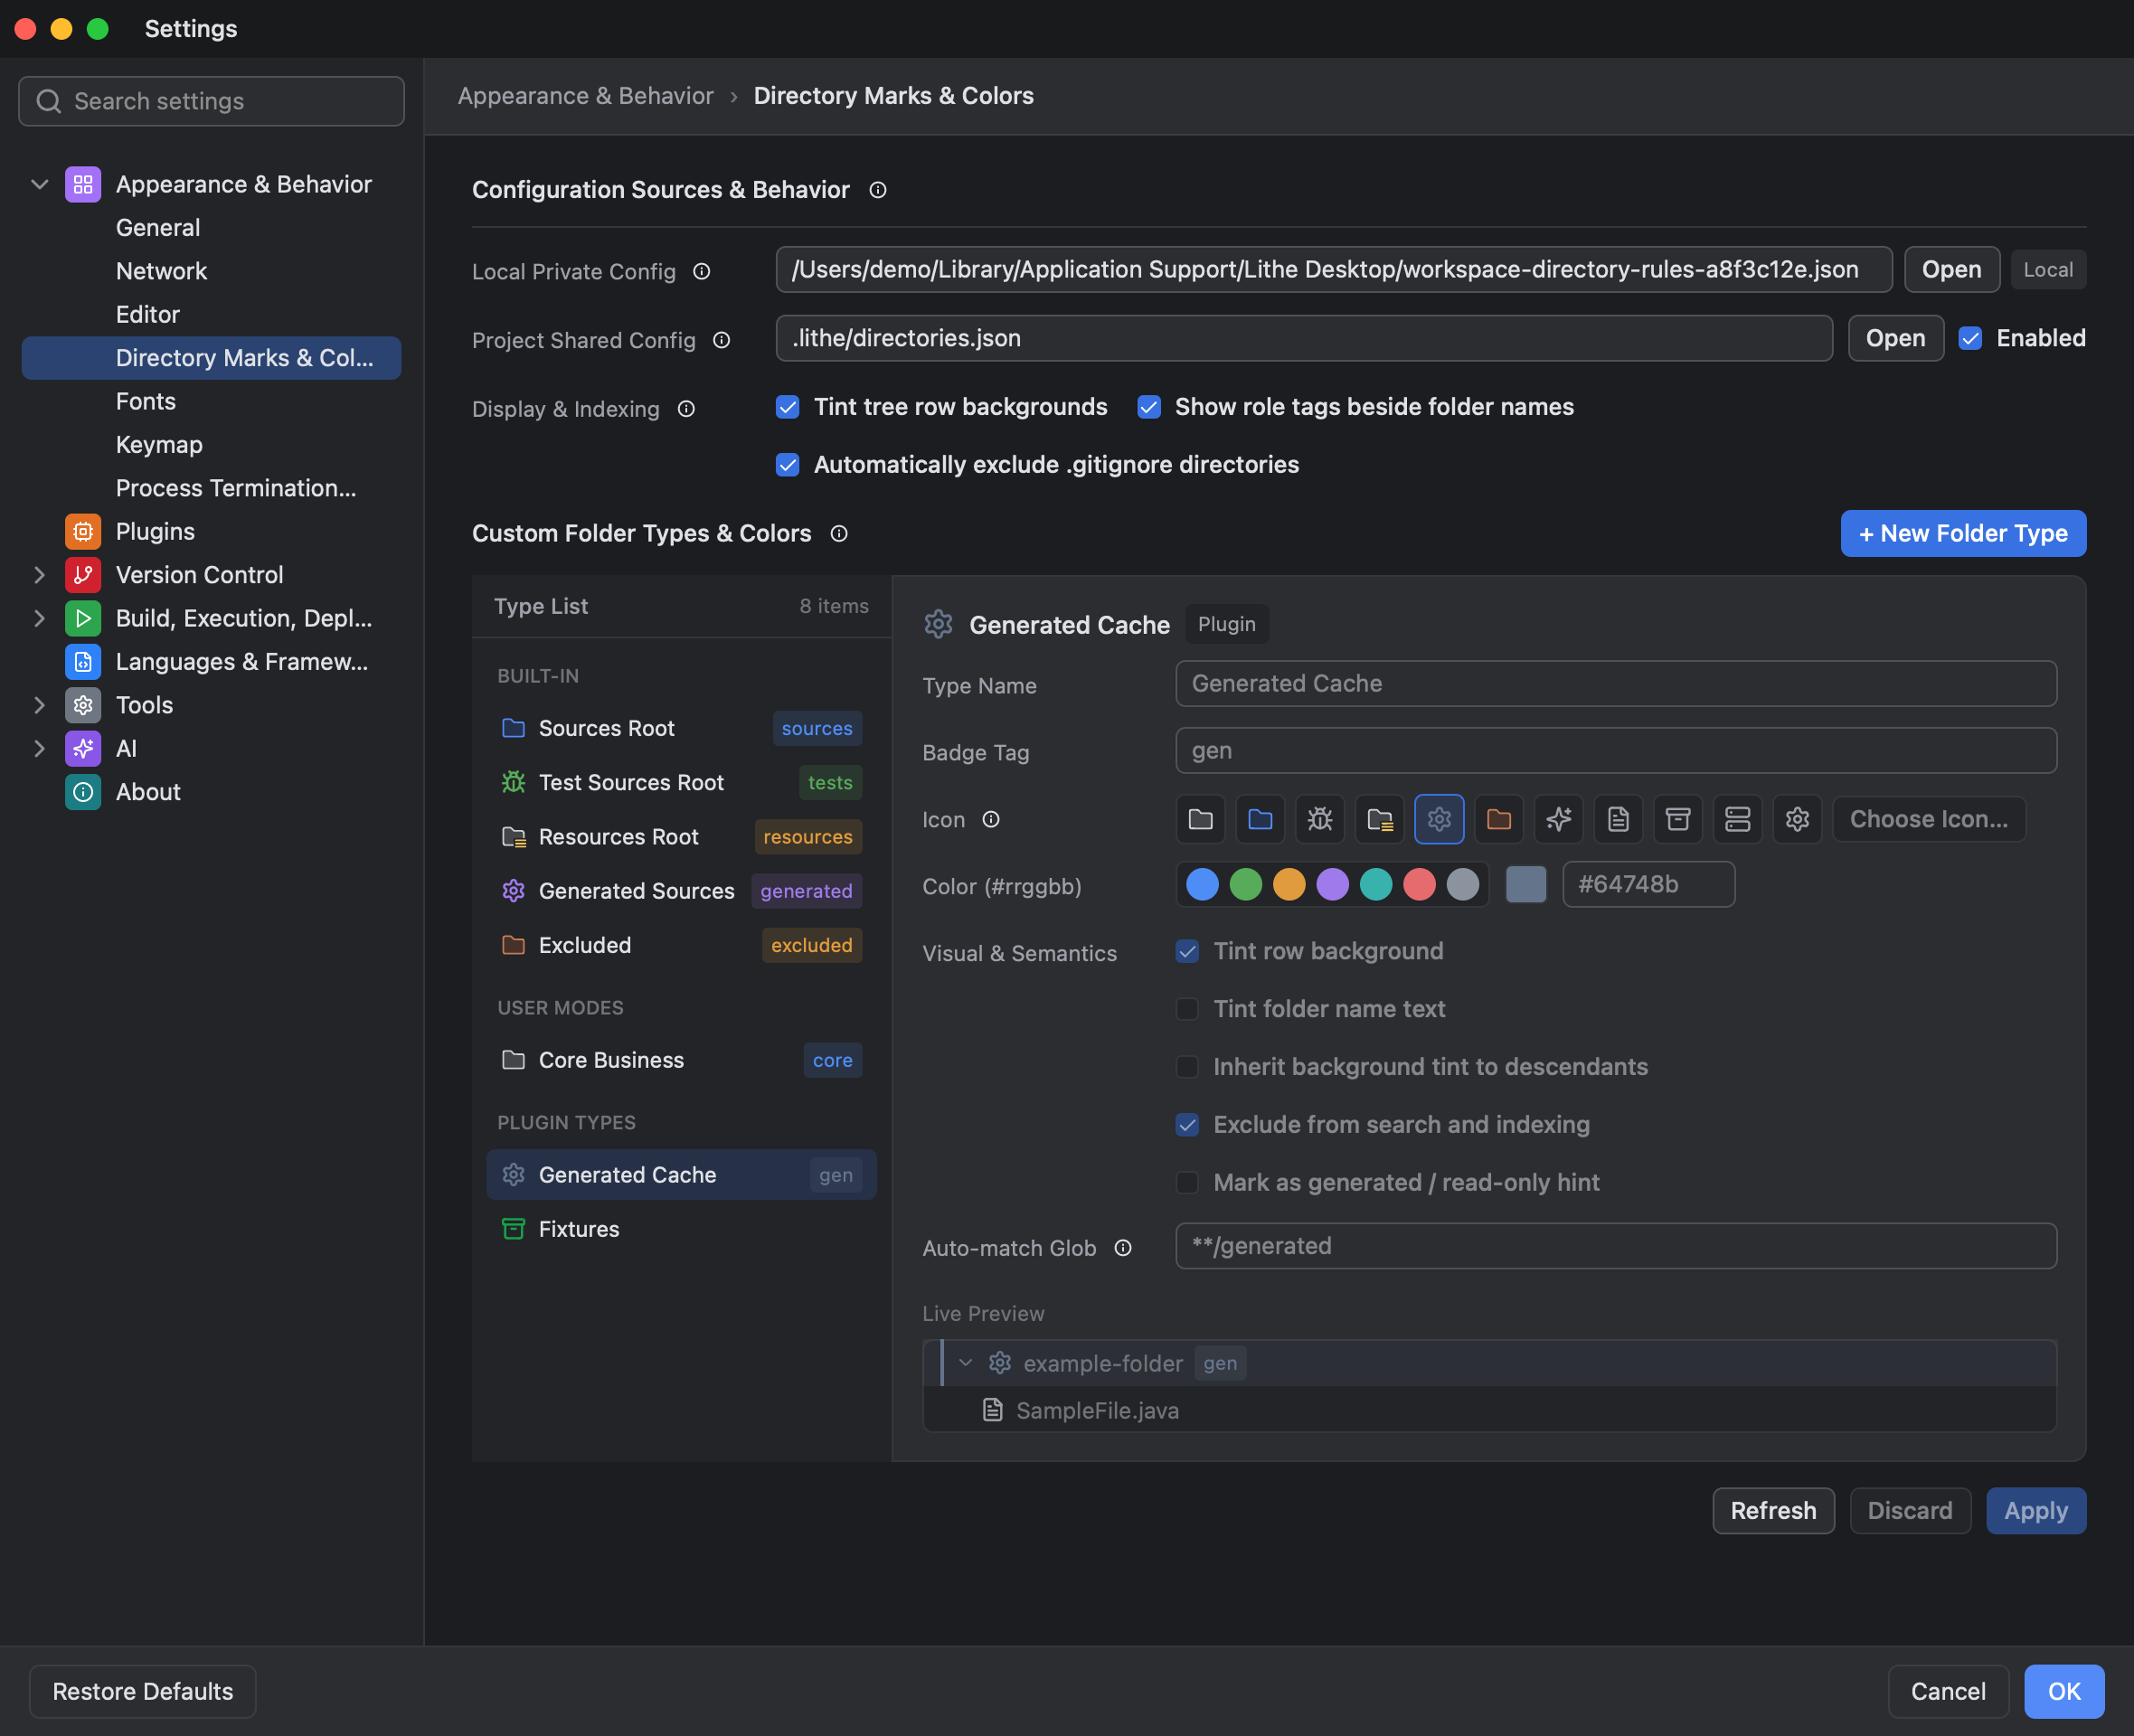 Settings
Search settings
Appearance & Behavior
General
Network
Editor
Directory Marks & Col...
Fonts
Keymap
Process Termination...
Plugins
Version Control
Build, Execution, Depl...
Languages & Framew...
Tools
AI
About
Appearance & Behavior › Directory Marks & Colors
Configuration Sources & Behavior
Local Private Config /Users/demo/Library/Application Support/Lithe Desktop/workspace-directory-rules-a8f3c12e.json Open Local
Project Shared Config .lithe/directories.json Open Enabled
Display & Indexing Tint tree row backgrounds Show role tags beside folder names
Automatically exclude .gitignore directories
Custom Folder Types & Colors + New Folder Type
Type List 8 items
BUILT-IN
Sources Root sources
Test Sources Root tests
Resources Root resources
Generated Sources generated
Excluded excluded
USER MODES
Core Business core
PLUGIN TYPES
Generated Cache gen
Fixtures
Generated Cache Plugin
Type Name Generated Cache
Badge Tag gen
Icon Choose Icon...
Color (#rrggbb) #64748b
Visual & Semantics Tint row background
Tint folder name text
Inherit background tint to descendants
Exclude from search and indexing
Mark as generated / read-only hint
Auto-match Glob **/generated
Live Preview
example-folder gen
SampleFile.java
Refresh Discard Apply
Restore Defaults Cancel OK